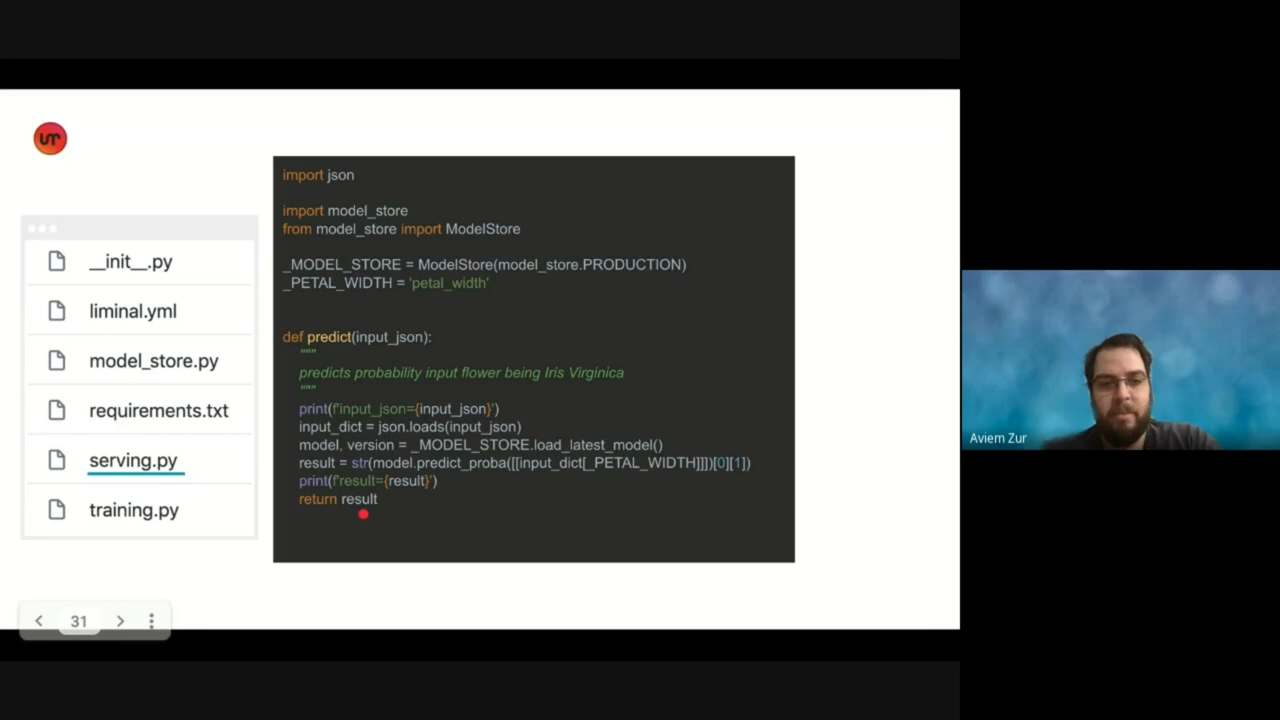 __init__.py
liminal.yml
model_store.py
requirements.txt
serving.py
training.py
import json
import model_store
from model_store import ModelStore
_MODEL_STORE = ModelStore(model_store.PRODUCTION)
_PETAL_WIDTH = 'petal_width'
def predict(input_json):
"""
predicts probability input flower being Iris Virginica
"""
print(f'input_json={input_json}')
input_dict = json.loads(input_json)
model, version = _MODEL_STORE.load_latest_model()
result = str(model.predict_proba([[input_dict[_PETAL_WIDTH]]])[0][1])
print(f'result={result}')
return result
31
Aviem Zur